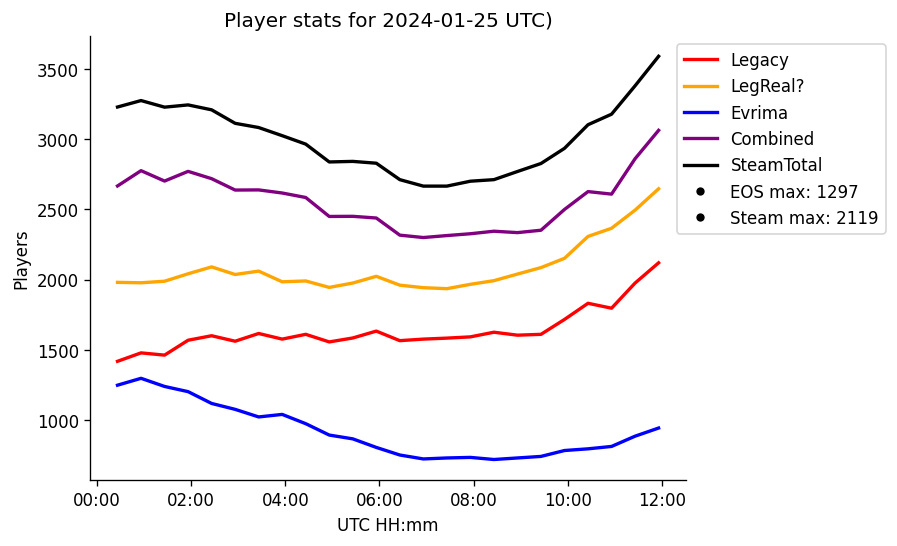 Player stats for 2024-01-25 UTC)
3500
3000
2500
2000
1500
1000
Players
00:00
02:00
04:00
06:00
08:00
10:00
12:00
UTC HH:mm
Legacy
LegReal?
Evrima
Combined
SteamTotal
EOS max: 1297
Steam max: 2119